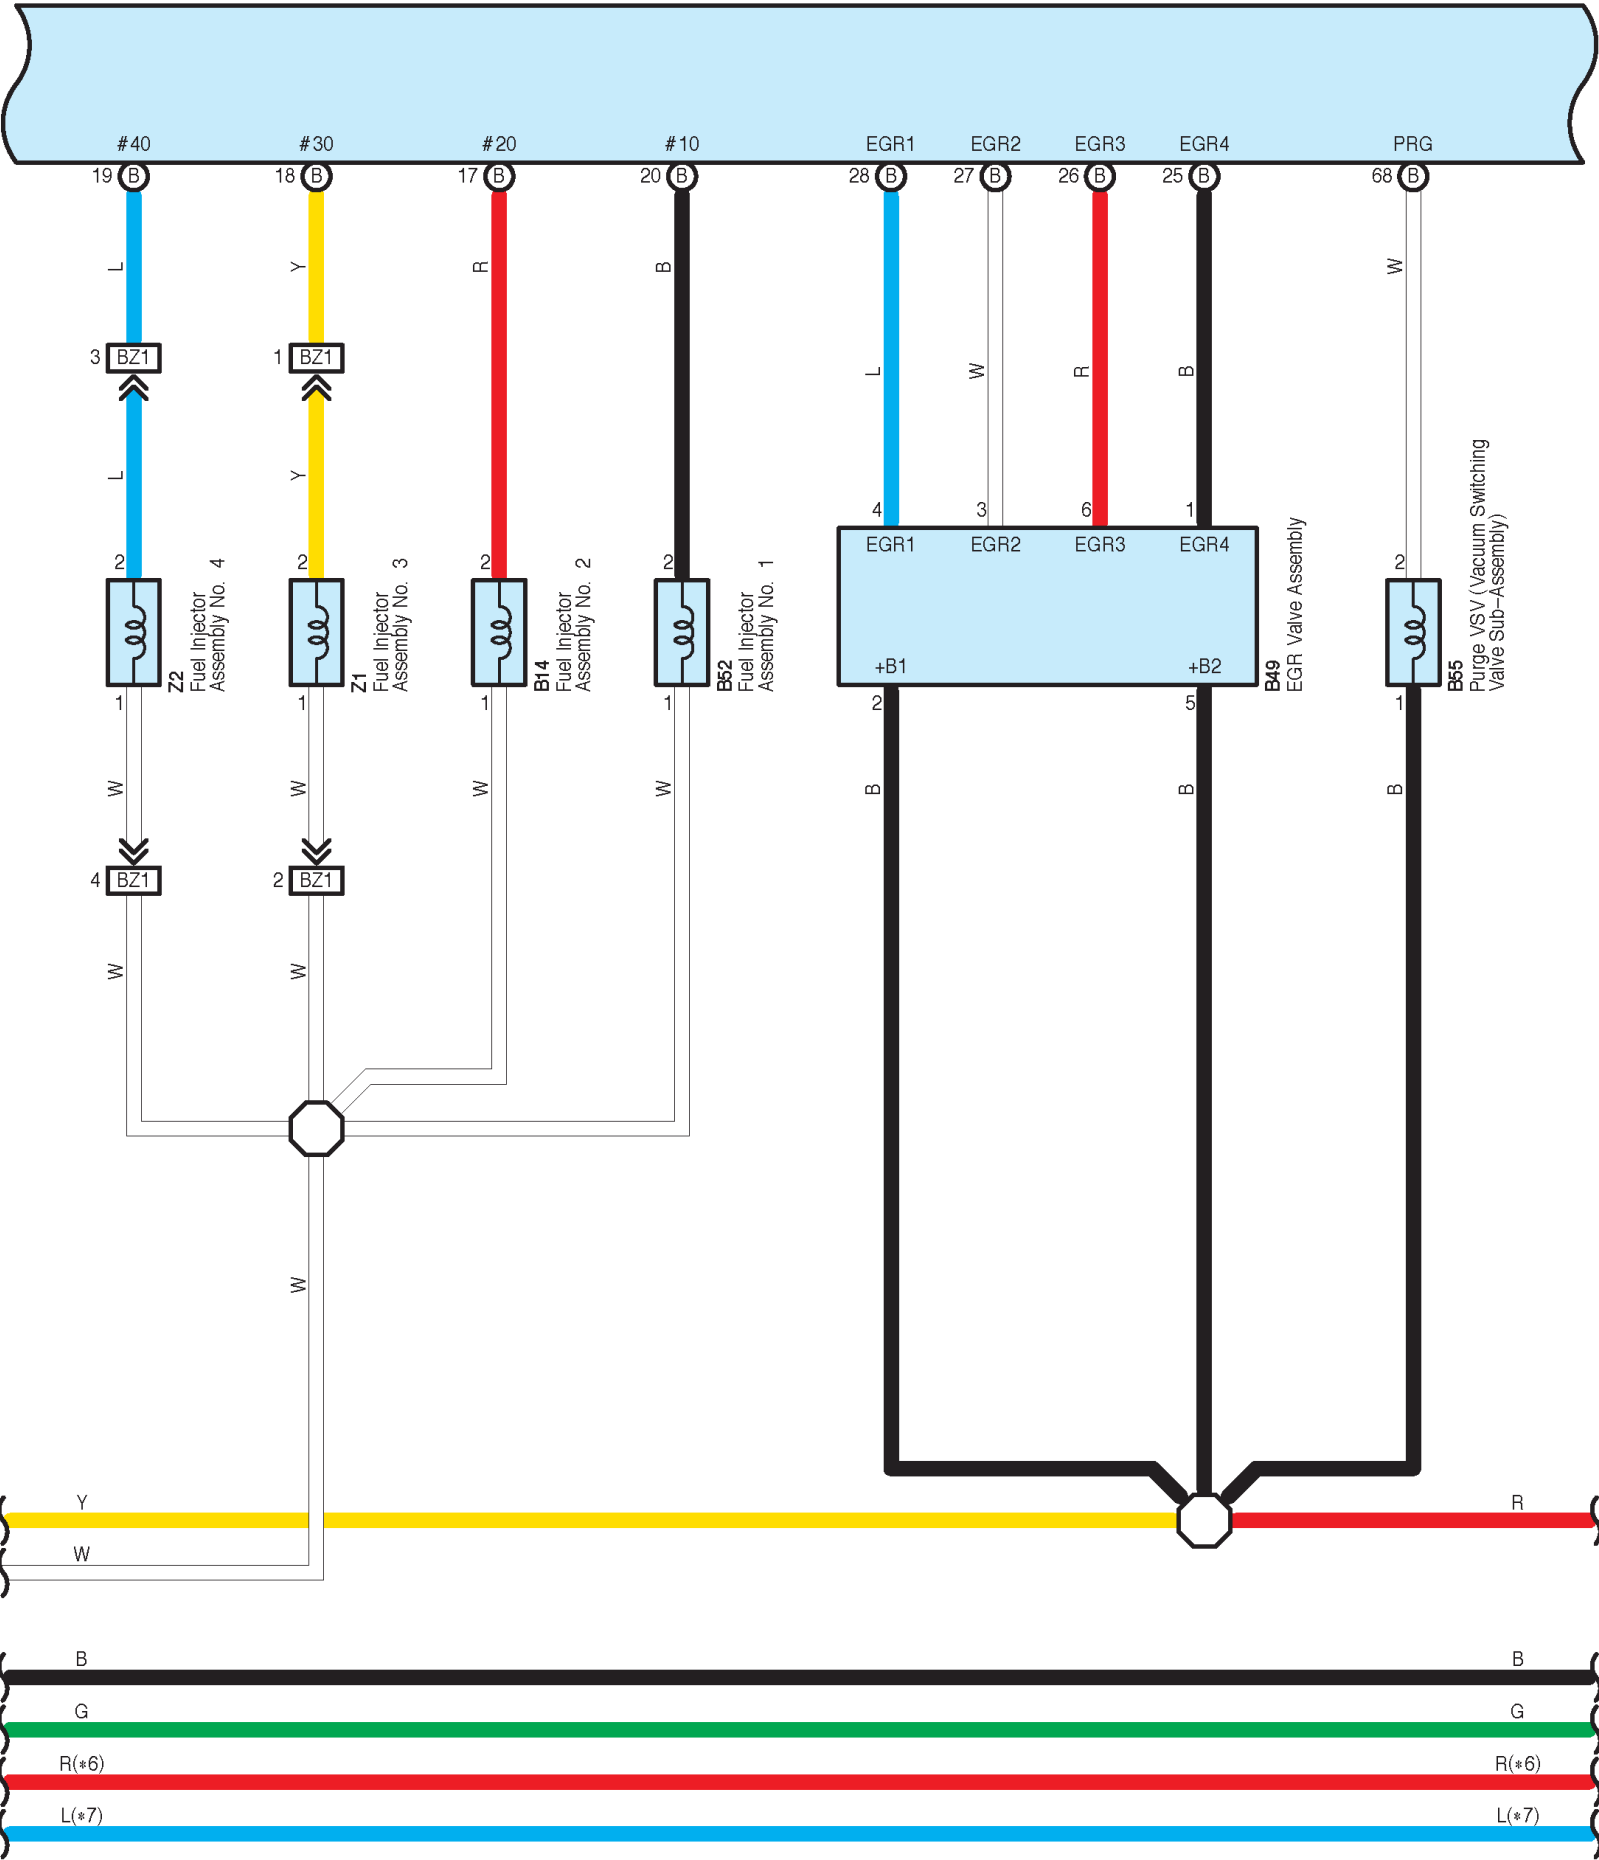 #40 #30 #20 #10 EGR1 EGR2 EGR3 EGR4 PRG
19 B 18 B 17 B 20 B 28 B 27 B 26 B 25 B 68 B
L Y R B W
L W R B
3 BZ1 1 BZ1
L Y
4 3 6 1
EGR1 EGR2 EGR3 EGR4
2 2 2 2 2
Z2
Fuel Injector
Assembly No. 4
Z1
Fuel Injector
Assembly No. 3
B14
Fuel Injector
Assembly No. 2
B52
Fuel Injector
Assembly No. 1
+B1 +B2
B49
EGR Valve Assembly
B55
Purge VSV (Vacuum Switching
Valve Sub-Assembly)
1 1 1 1 2 5 1
W W W W B B B
4 BZ1 2 BZ1
W W
W
Y R
W
B B
G G
R(*6) R(*6)
L(*7) L(*7)